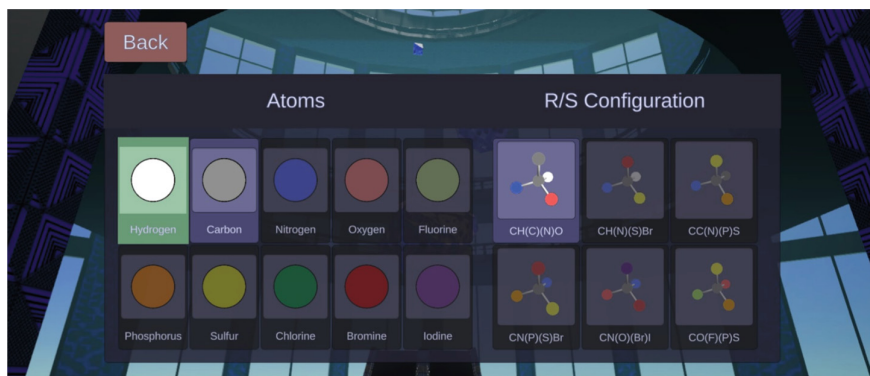 Back
Atoms
R/S Configuration
Hydrogen
Carbon
Nitrogen
Oxygen
Fluorine
CH(C)(N)O
CH(N)(S)Br
CC(N)(P)S
Phosphorus
Sulfur
Chlorine
Bromine
Iodine
CN(P)(S)Br
CN(O)(Br)I
CO(F)(P)S